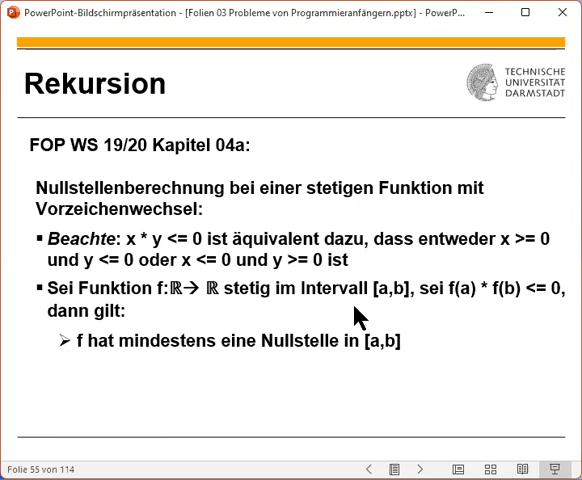 PowerPoint-Bildschirmpräsentation - [Folien 03 Probleme von Programmieranfängern.pptx] - PowerP...
Rekursion
TECHNISCHE
UNIVERSITÄT
DARMSTADT
FOP WS 19/20 Kapitel 04a:
Nullstellenberechnung bei einer stetigen Funktion mit
Vorzeichenwechsel:
▪ Beachte: x * y <= 0 ist äquivalent dazu, dass entweder x >= 0
und y <= 0 oder x <= 0 und y >= 0 ist
▪ Sei Funktion f:ℝ→ ℝ stetig im Intervall [a,b], sei f(a) * f(b) <= 0,
dann gilt:
➢ f hat mindestens eine Nullstelle in [a,b]
Folie 55 von 114